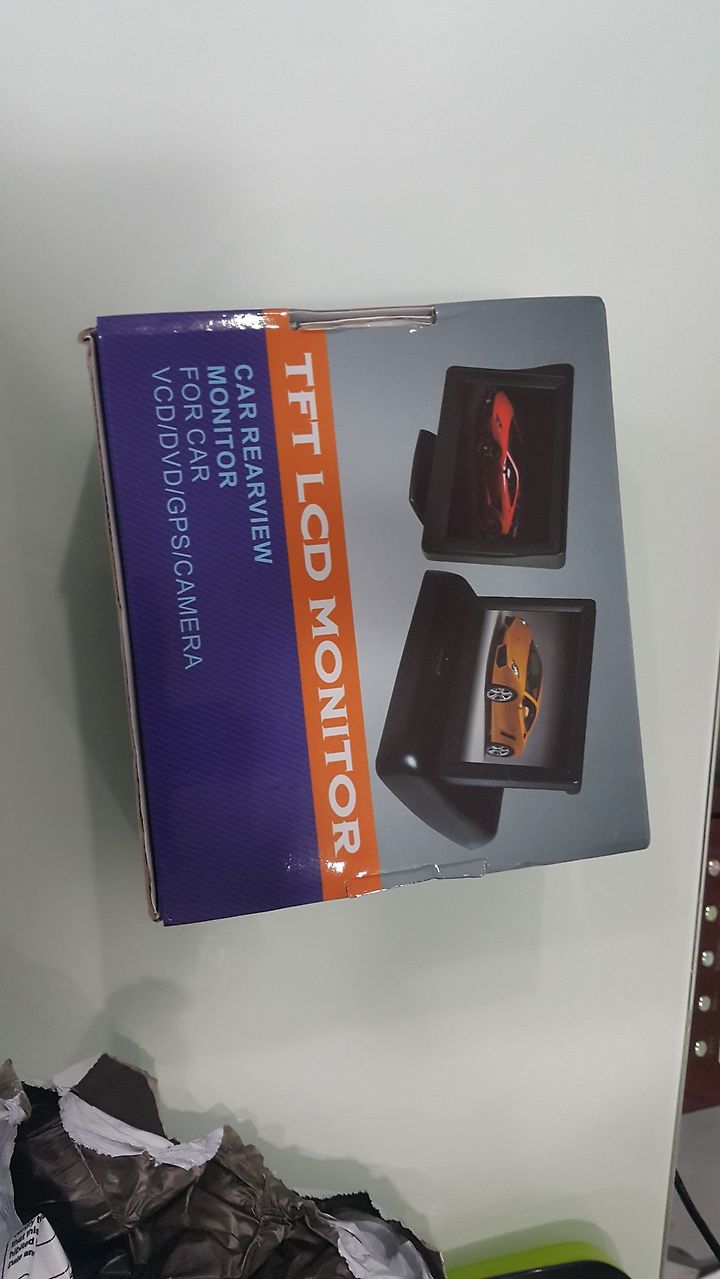 TFT LCD MONITOR
CAR REARVIEW
MONITOR
FOR CAR
VCD/DVD/GPS/CAMERA